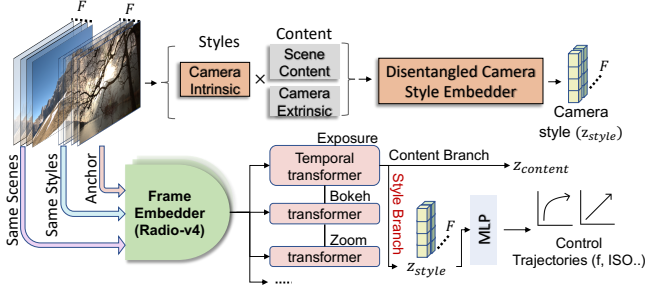 F
F
Styles
Content
Camera
Intrinsic
×
Scene
Content
Camera
Extrinsic
Disentangled Camera
Style Embedder
F
Camera
style (z_style)
Same Scenes
Same Styles
Anchor
Frame
Embedder
(Radio-v4)
Exposure
Temporal
transformer
Bokeh
transformer
Zoom
transformer
......
Content Branch
z_content
Style Branch
F
z_style
MLP
Control
Trajectories (f, ISO..)